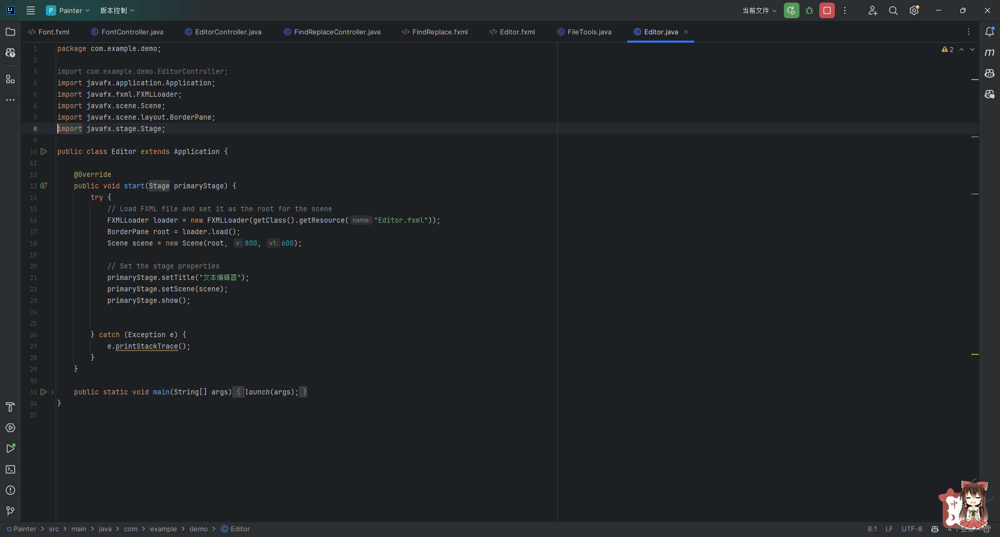 Painter 版本控制 当前文件
Font.fxml FontController.java EditorController.java FindReplaceController.java FindReplace.fxml Editor.fxml FileTools.java Editor.java
1 package com.example.demo;
2
3 import com.example.demo.EditorController;
4 import javafx.application.Application;
5 import javafx.fxml.FXMLLoader;
6 import javafx.scene.Scene;
7 import javafx.scene.layout.BorderPane;
8 import javafx.stage.Stage;
9
10 public class Editor extends Application {
11
12 @Override
13 public void start(Stage primaryStage) {
14 try {
15 // Load FXML file and set it as the root for the scene
16 FXMLLoader loader = new FXMLLoader(getClass().getResource( name: "Editor.fxml"));
17 BorderPane root = loader.load();
18 Scene scene = new Scene(root, v: 800, v1: 600);
19
20 // Set the stage properties
21 primaryStage.setTitle("文本编辑器");
22 primaryStage.setScene(scene);
23 primaryStage.show();
24
25
26 } catch (Exception e) {
27 e.printStackTrace();
28 }
29 }
30
31 public static void main(String[] args) { launch(args); }
34 }
35
2
m
中
Painter > src > main > java > com > example > demo > Editor
8:1 LF UTF-8 4